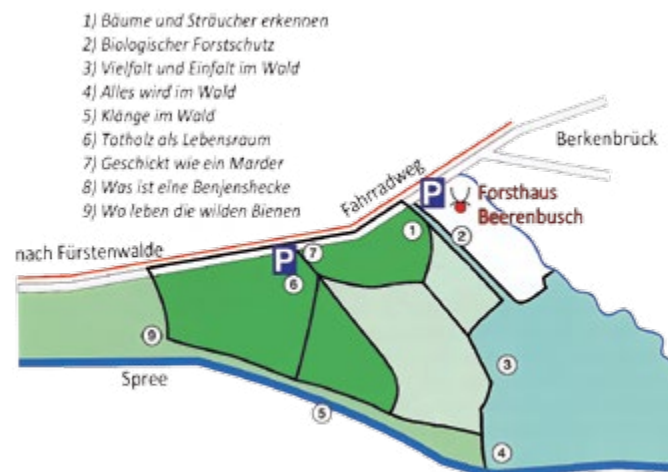 1) Bäume und Sträucher erkennen
2) Biologischer Forstschutz
3) Vielfalt und Einfalt im Wald
4) Alles wird im Wald
5) Klänge im Wald
6) Totholz als Lebensraum
7) Geschickt wie ein Marder
8) Was ist eine Benjenshecke
9) Wo leben die wilden Bienen
Berkenbrück
Fahrradweg
P
Forsthaus
Beerenbusch
nach Fürstenwalde
P
1
2
7
6
9
3
5
4
Spree